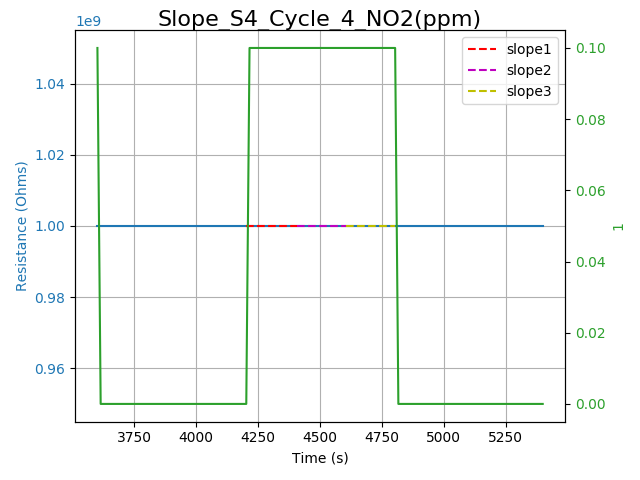 Slope_S4_Cycle_4_NO2(ppm)
1e9
slope1
slope2
slope3
1.04
1.02
1.00
0.98
0.96
Resistance (Ohms)
0.10
0.08
0.06
0.04
0.02
0.00
1
3750 4000 4250 4500 4750 5000 5250
Time (s)